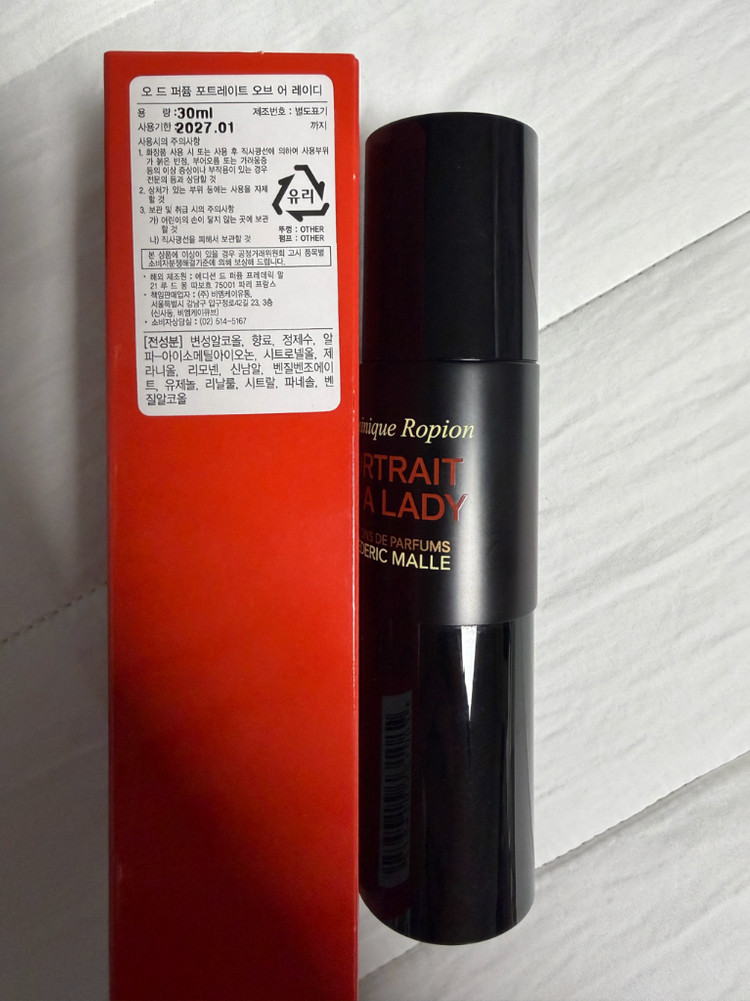 오 드 퍼퓸 포트레이트 오브 어 레이디
용 량 :30ml 제조번호 : 별도표기
사용기한 :2027.01 까지
사용시의 주의사항
1. 화장품 사용 시 또는 사용 후 직사광선에 의하여 사용부위
가 붉은 반점, 부어오름 또는 가려움증
등의 이상 증상이나 부작용이 있는 경우
전문의 등과 상담할 것
2. 상처가 있는 부위 등에는 사용을 자제
할 것
3. 보관 및 취급 시의 주의사항
가) 어린이의 손이 닿지 않는 곳에 보관
할 것
나) 직사광선을 피해서 보관할 것
유리
뚜껑 : OTHER
펌프 : OTHER
본 상품에 이상이 있을 경우 공정거래위원회 고시 품목별
소비자분쟁해결기준에 의해 보상해 드립니다.
· 해외 제조원 : 에디션 드 퍼퓸 프레데릭 말
21 루 드 몽 따보흐 75001 파리 프랑스
· 책임판매업자 : (주) 비엠케이유통,
서울특별시 강남구 압구정로42길 23, 3층
(신사동, 비엠케이큐브)
· 소비자상담실 : (02) 514-5167
[전성분] 변성알코올, 향료, 정제수, 알
파-아이소메틸아이오논, 시트로넬올, 제
라니올, 리모넨, 신남알, 벤질벤조에이
트, 유제놀, 리날룰, 시트랄, 파네솔, 벤
질알코올
inique Ropion
RTRAIT
A LADY
NS DE PARFUMS
DERIC MALLE